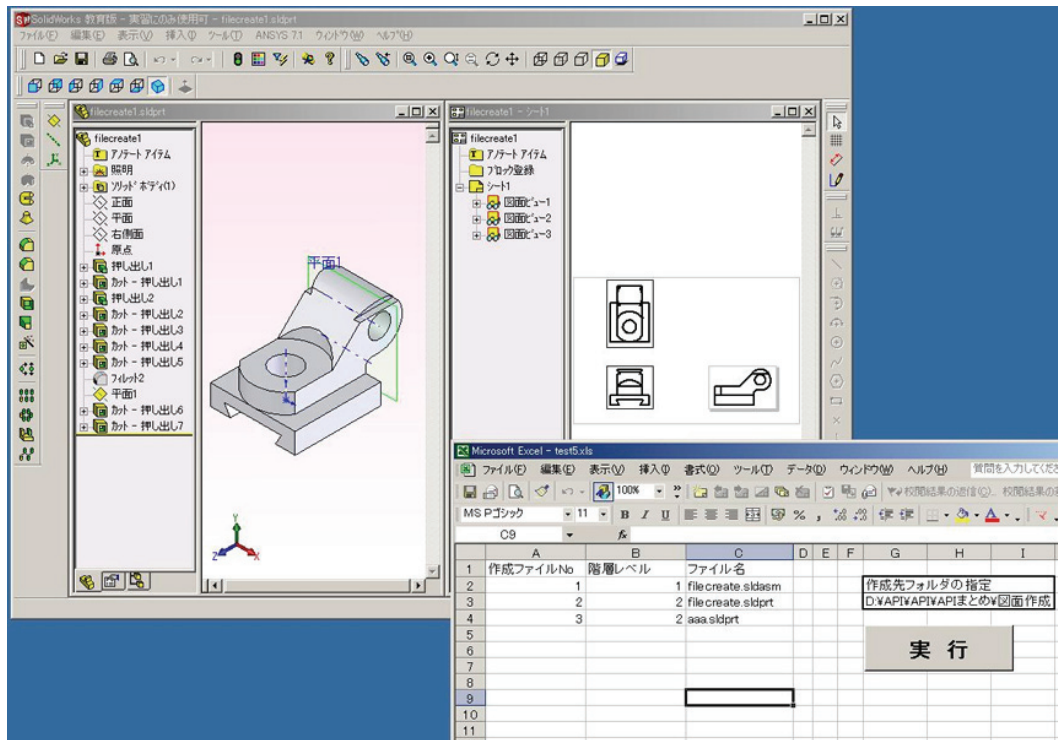 SolidWorks 教育版 - 実習にのみ使用可 - filecreate1.sldprt
ファイル(F) 編集(E) 表示(V) 挿入(I) ツール(T) ANSYS 7.1 ウィンドウ(W) ヘルプ(H)
filecreate1.sldprt
filecreate1
アノテート アイテム
照明
ソリッド ボディ(1)
正面
平面
右側面
原点
押し出し1
カット - 押し出し1
押し出し2
カット - 押し出し2
カット - 押し出し3
カット - 押し出し4
カット - 押し出し5
フィレット2
平面1
カット - 押し出し6
カット - 押し出し7
平面1
Y
Z
X
filecreate1 - シート1
filecreate1
アノテート アイテム
ブロック登録
シート1
図面ビュー1
図面ビュー2
図面ビュー3
Microsoft Excel - test5.xls
ファイル(F) 編集(E) 表示(V) 挿入(I) 書式(O) ツール(T) データ(D) ウィンドウ(W) ヘルプ(H) 質問を入力してくださ
100% 校閲結果の返信(C)... 校閲結果の
MS Pゴシック 11 B I U % ,
C9 fx
A B C D E F G H I
1 作成ファイルNo 階層レベル ファイル名
2 1 1 filecreate.sldasm 作成先フォルダの指定
3 2 2 filecreate.sldprt D:¥API¥API¥APIまとめ¥図面作成
4 3 2 aaa.sldprt
5
6 実 行
7
8
9
10
11